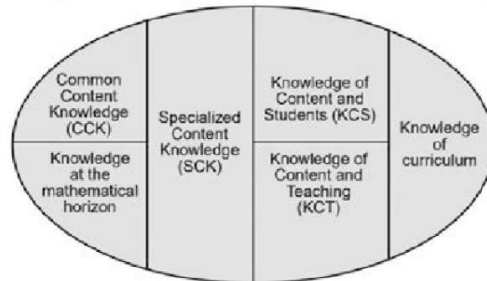 Common
Content
Knowledge
(CCK)
Knowledge
at the
mathematical
horizon
Specialized
Content
Knowledge
(SCK)
Knowledge of
Content and
Students (KCS)
Knowledge of
Content and
Teaching
(KCT)
Knowledge
of
curriculum